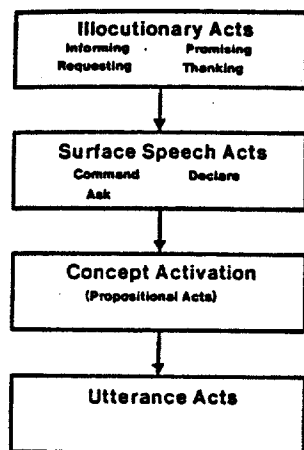 Illocutionary Acts
Informing Promising
Requesting Thanking
Surface Speech Acts
Command Declare
Ask
Concept Activation
(Propositional Acts)
Utterance Acts